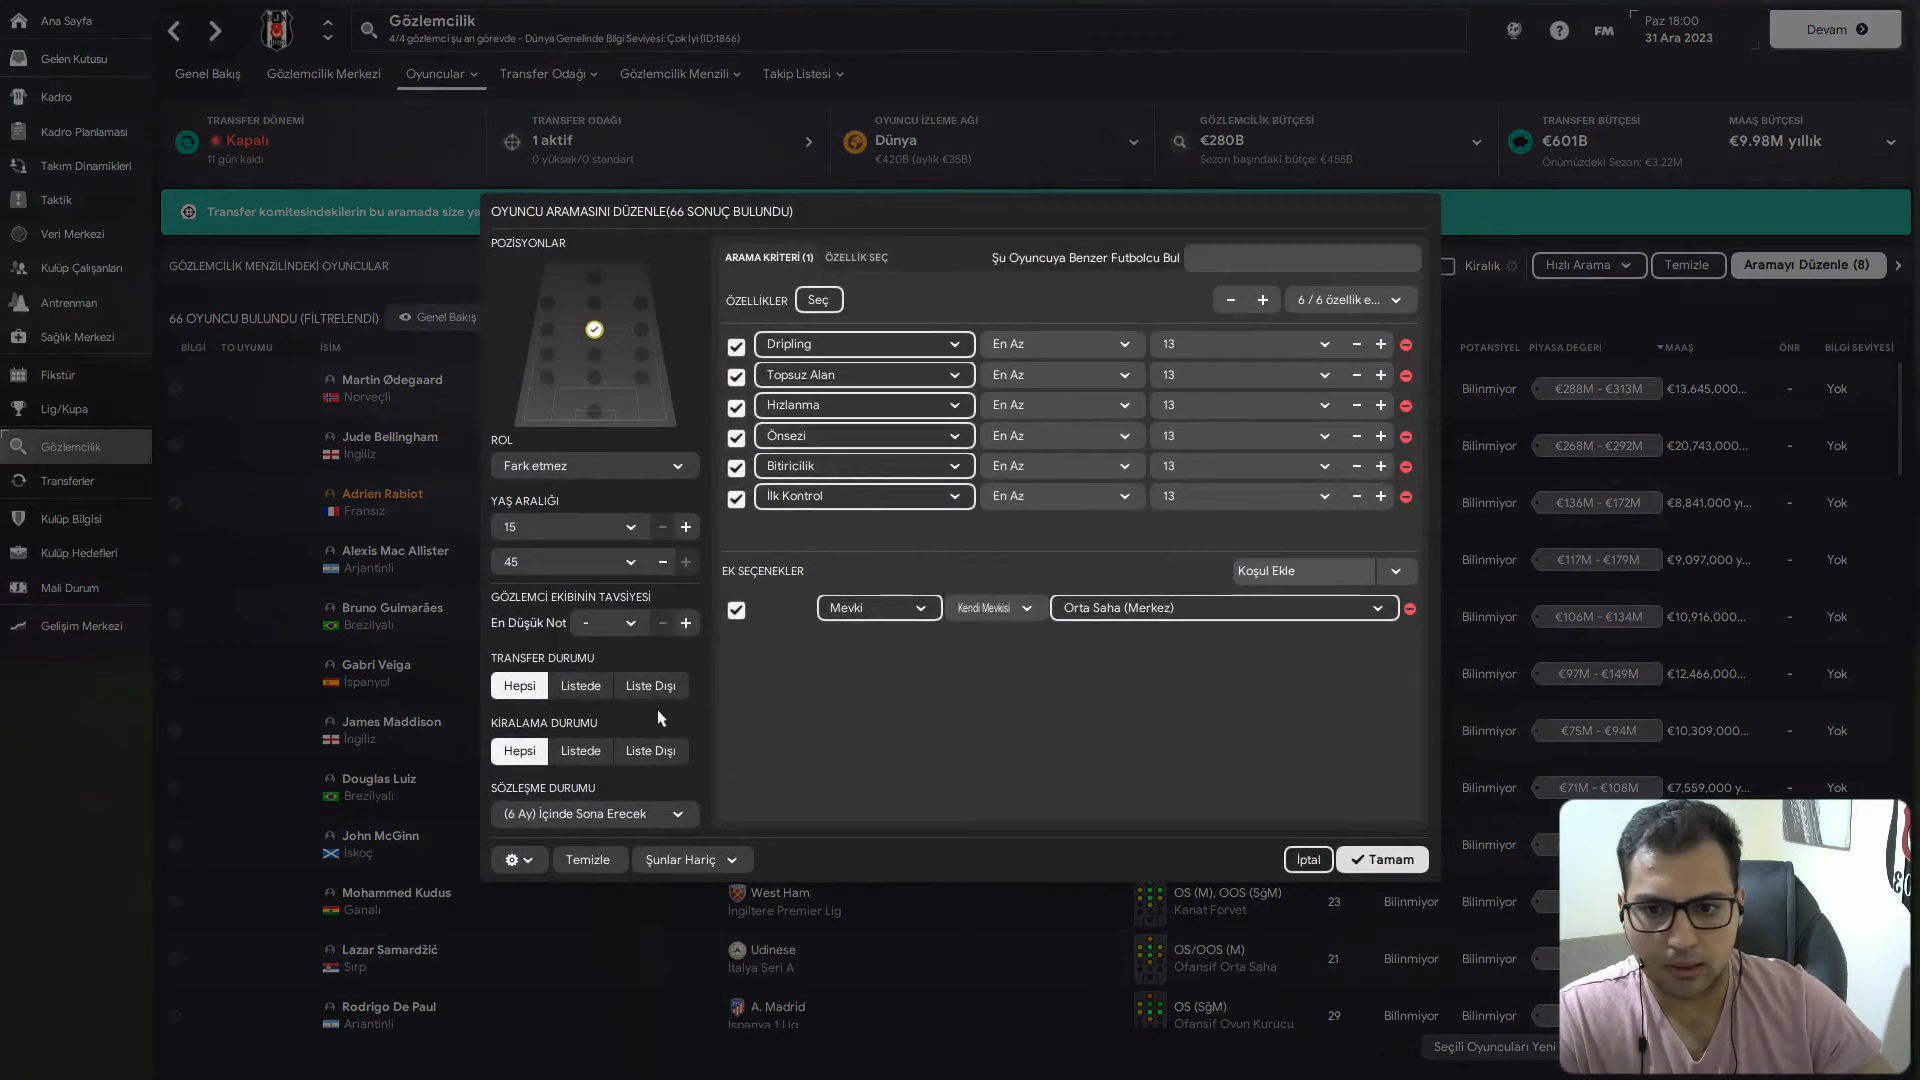 Ana Sayfa
Gelen Kutusu
Kadro
Kadro Planlaması
Takım Dinamikleri
Taktik
Veri Merkezi
Kulüp Çalışanları
Antrenman
Sağlık Merkezi
Fikstür
Lig/Kupa
Gözlemcilik
Transferler
Kulüp Bilgisi
Kulüp Hedefleri
Mali Durum
Gelişim Merkezi
Gözlemcilik
4/4 gözlemci şu an görevde - Dünya Genelinde Bilgi Seviyesi: Çok İyi (ID:1866)
FM
Paz 18:00
31 Ara 2023
Devam
Genel Bakış Gözlemcilik Merkezi Oyuncular Transfer Odağı Gözlemcilik Menzili Takip Listesi
TRANSFER DÖNEMİ
Kapalı
11 gün kaldı
TRANSFER ODAĞI
1 aktif
0 yüksek/0 standart
OYUNCU İZLEME AĞI
Dünya
€420B (aylık €35B)
GÖZLEMCİLİK BÜTÇESİ
€280B
Sezon başındaki bütçe: €455B
TRANSFER BÜTÇESİ
€601B
Önümüzdeki Sezon: €3.22M
MAAŞ BÜTÇESİ
€9.98M yıllık
Transfer komitesindekilerin bu aramada size ya
GÖZLEMCİLİK MENZİLİNDEKİ OYUNCULAR
Kiralık Hızlı Arama Temizle Aramayı Düzenle (8)
66 OYUNCU BULUNDU (FİLTRELENDİ) Genel Bakış
BİLGİ TO UYUMU İSİM
POTANSİYEL PİYASA DEĞERİ MAAŞ ÖNR BİLGİ SEVİYESİ
Martin Ødegaard
Norveçli
Bilinmiyor €288M - €313M €13,645,000... - Yok
Jude Bellingham
İngiliz
Bilinmiyor €268M - €292M €20,743,000... - Yok
Adrien Rabiot
Fransız
Bilinmiyor €136M - €172M €8,841,000 yı... - Yok
Alexis Mac Allister
Arjantinli
Bilinmiyor €117M - €179M €9,097,000 y... - Yok
Bruno Guimarães
Brezilyalı
Bilinmiyor €106M - €134M €10,916,000... - Yok
Gabri Veiga
İspanyol
Bilinmiyor €97M - €149M €12,466,000... - Yok
James Maddison
İngiliz
Bilinmiyor €75M - €94M €10,309,000... - Yok
Douglas Luiz
Brezilyalı
Bilinmiyor €71M - €108M €7,559,000 y... - Yok
John McGinn
İskoç
Bilinmiyor
Mohammed Kudus
Ganalı
West Ham
İngiltere Premier Lig
OS (M), OOS (SğM)
Kanat Forvet
23 Bilinmiyor Bilinmiyor
Lazar Samardžić
Sırp
Udinese
İtalya Seri A
OS/OOS (M)
Ofansif Orta Saha
21 Bilinmiyor Bilinmiyor
Rodrigo De Paul
Arjantinli
A. Madrid
İspanya 1.Lig
OS (SğM)
Ofansif Oyun Kurucu
29 Bilinmiyor Bilinmiyor
Seçili Oyuncuları Yeni
OYUNCU ARAMASINI DÜZENLE(66 SONUÇ BULUNDU)
POZİSYONLAR
ROL
Fark etmez
YAŞ ARALIĞI
15
45
GÖZLEMCİ EKİBİNİN TAVSİYESİ
En Düşük Not -
TRANSFER DURUMU
Hepsi Listede Liste Dışı
KİRALAMA DURUMU
Hepsi Listede Liste Dışı
SÖZLEŞME DURUMU
(6 Ay) İçinde Sona Erecek
ARAMA KRİTERİ (1) ÖZELLİK SEÇ Şu Oyuncuya Benzer Futbolcu Bul
ÖZELLİKLER Seç 6 / 6 özellik e...
Dripling En Az 13
Topsuz Alan En Az 13
Hızlanma En Az 13
Önsezi En Az 13
Bitiricilik En Az 13
İlk Kontrol En Az 13
EK SEÇENEKLER Koşul Ekle
Mevki Kendi Mevkisi Orta Saha (Merkez)
Temizle Şunlar Hariç İptal Tamam